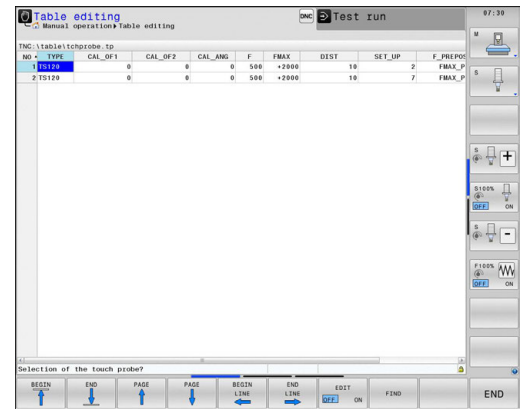 Table editing
DNC
Test run
07:30
Manual operation Table editing
TNC:\table\tchprobe.tp
NO TYPE CAL_OF1 CAL_OF2 CAL_ANG F FMAX DIST SET_UP F_PREPOS
1 TS120 0 0 0 500 +2000 10 2 FMAX_P
2 TS120 0 0 0 500 +2000 10 7 FMAX_P
M
S
S
+
S100%
OFF ON
S
-
F100%
OFF ON
Selection of the touch probe?
BEGIN
END
PAGE
PAGE
BEGIN LINE
END LINE
EDIT
OFF ON
FIND
END